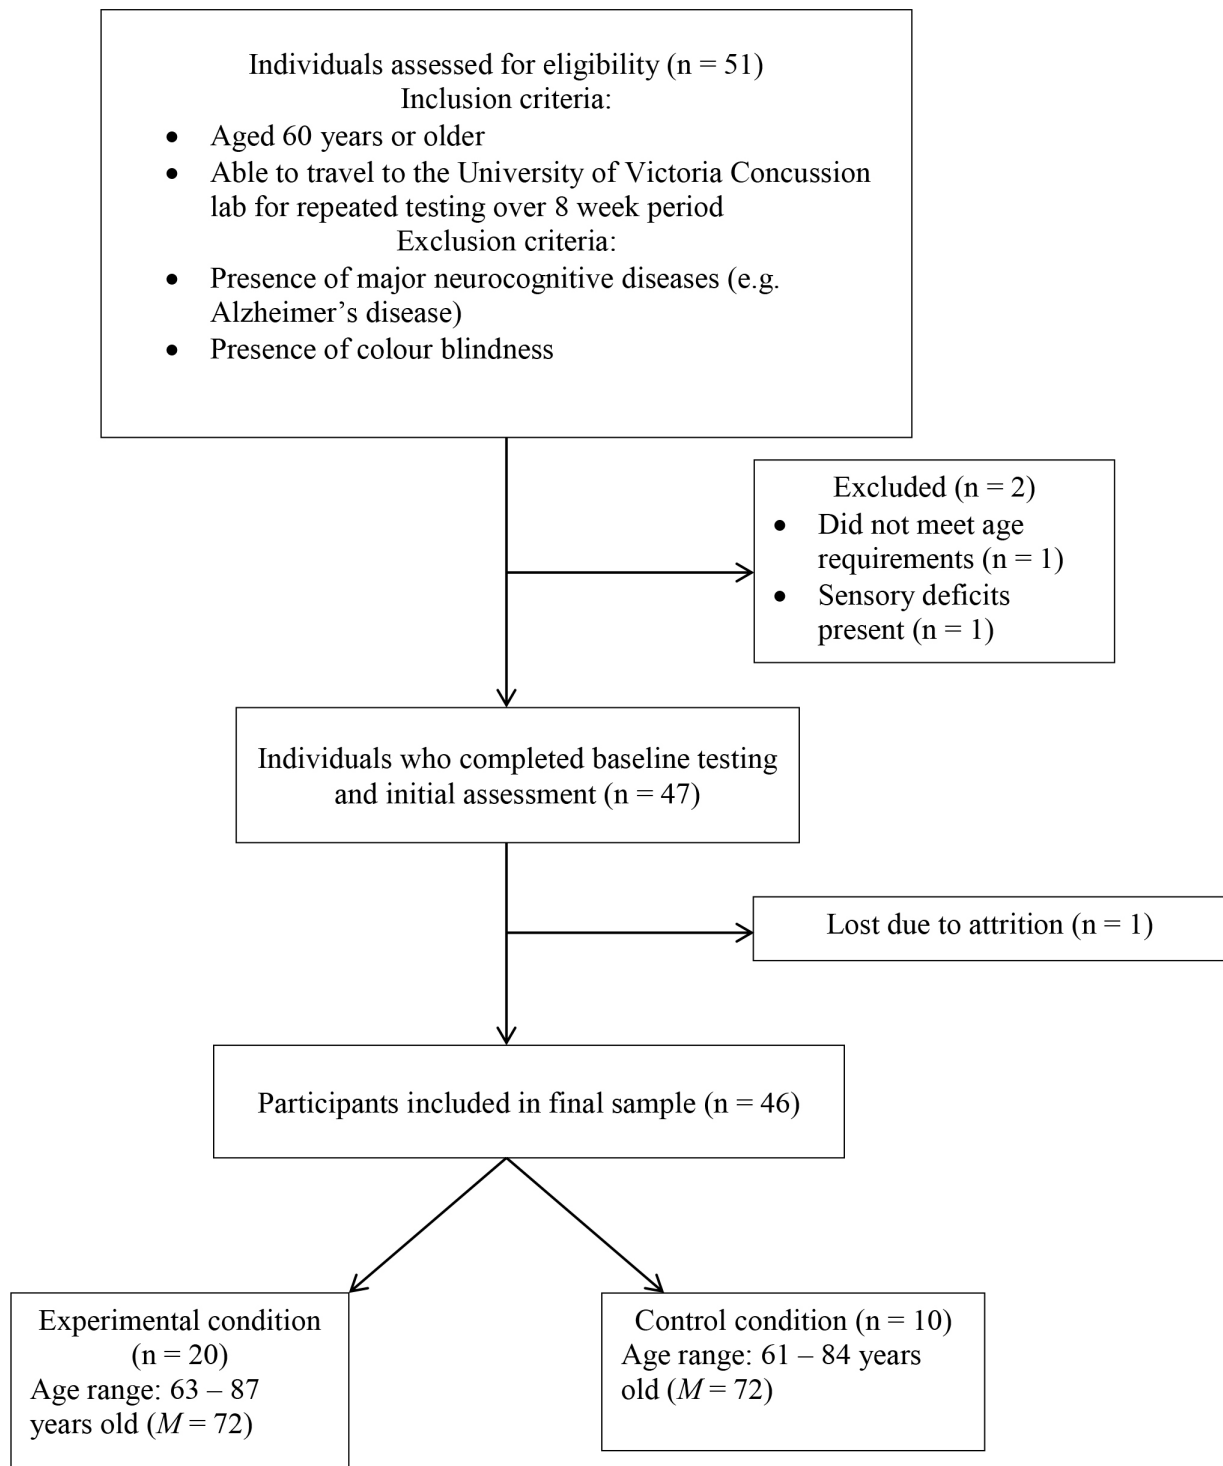 Individuals assessed for eligibility (n = 51)
Inclusion criteria:
• Aged 60 years or older
• Able to travel to the University of Victoria Concussion
lab for repeated testing over 8 week period
Exclusion criteria:
• Presence of major neurocognitive diseases (e.g.
Alzheimer’s disease)
• Presence of colour blindness
Excluded (n = 2)
• Did not meet age
requirements (n = 1)
• Sensory deficits
present (n = 1)
Individuals who completed baseline testing
and initial assessment (n = 47)
Lost due to attrition (n = 1)
Participants included in final sample (n = 46)
Experimental condition
(n = 20)
Age range: 63 – 87
years old (M = 72)
Control condition (n = 10)
Age range: 61 – 84 years
old (M = 72)